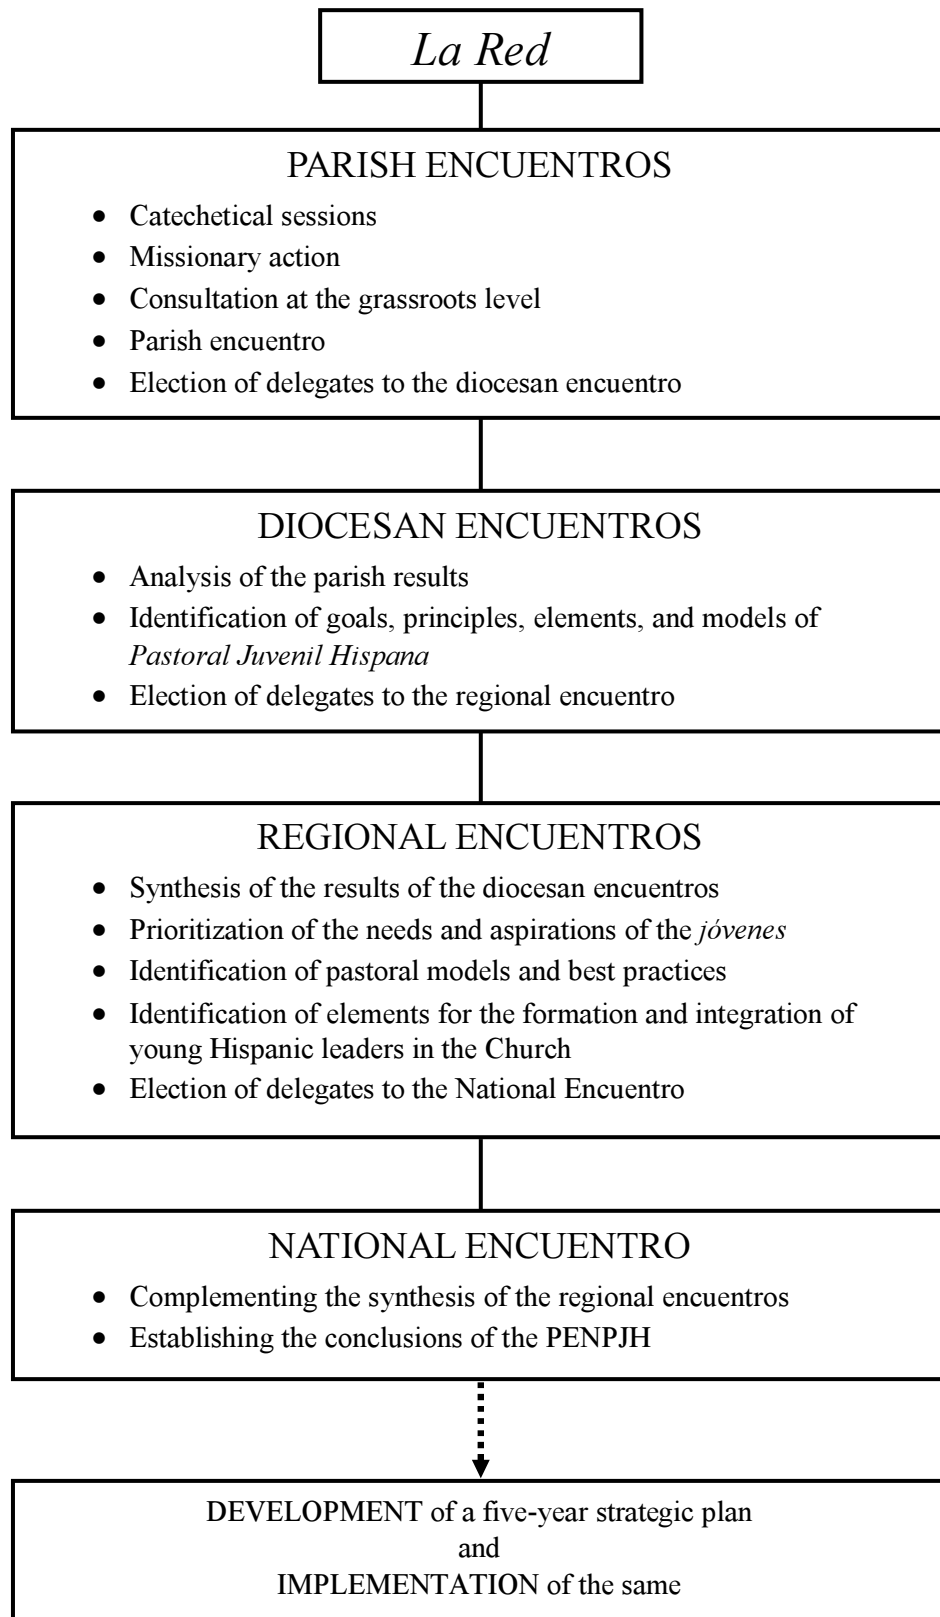 La Red
PARISH ENCUENTROS
• Catechetical sessions
• Missionary action
• Consultation at the grassroots level
• Parish encuentro
• Election of delegates to the diocesan encuentro
DIOCESAN ENCUENTROS
• Analysis of the parish results
• Identification of goals, principles, elements, and models of
Pastoral Juvenil Hispana
• Election of delegates to the regional encuentro
REGIONAL ENCUENTROS
• Synthesis of the results of the diocesan encuentros
• Prioritization of the needs and aspirations of the jóvenes
• Identification of pastoral models and best practices
• Identification of elements for the formation and integration of
young Hispanic leaders in the Church
• Election of delegates to the National Encuentro
NATIONAL ENCUENTRO
• Complementing the synthesis of the regional encuentros
• Establishing the conclusions of the PENPJH
DEVELOPMENT of a five-year strategic plan
and
IMPLEMENTATION of the same